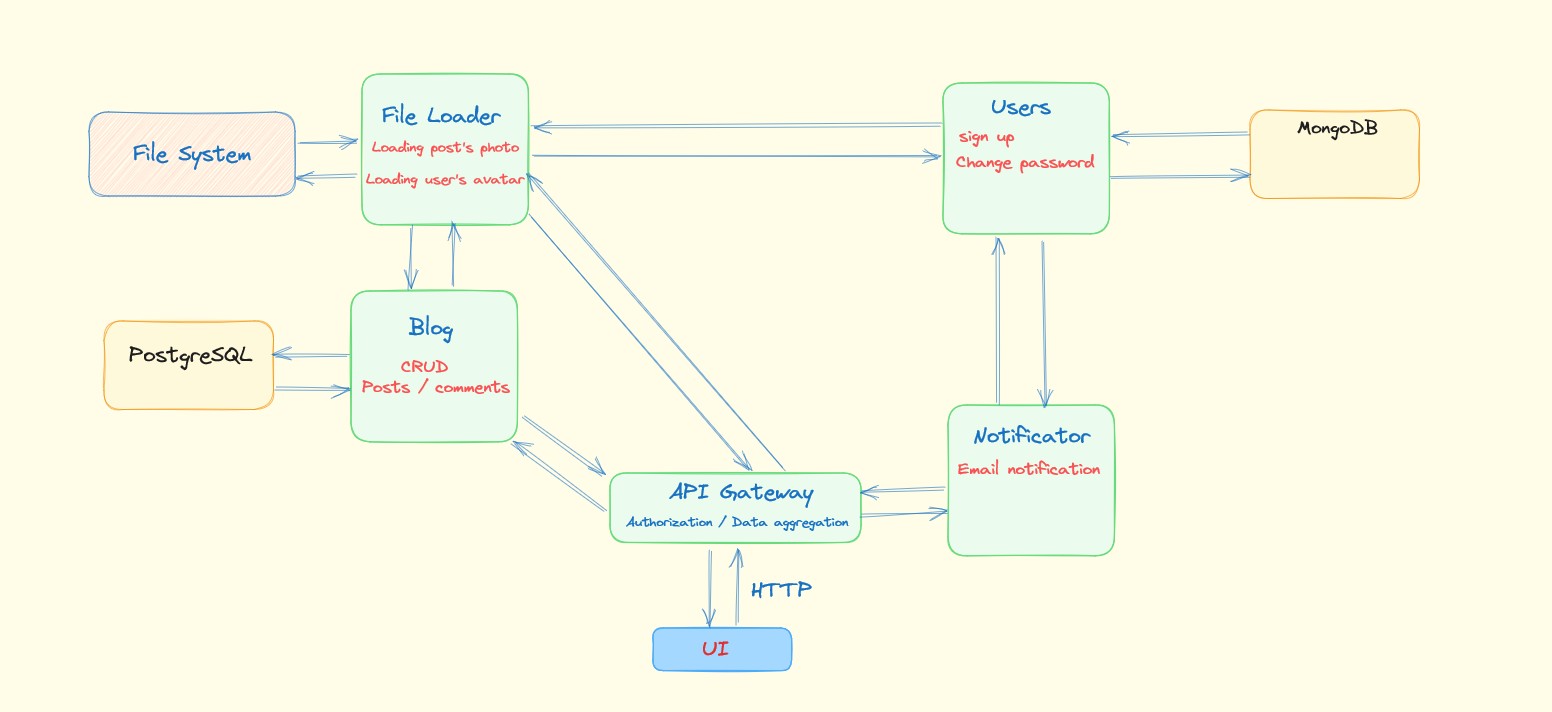 File Loader
Loading post's photo
Loading user's avatar
File System
Users
sign up
Change password
MongoDB
Blog
CRUD
Posts / comments
PostgreSQL
Notificator
Email notification
API Gateway
Authorization / Data aggregation
HTTP
UI